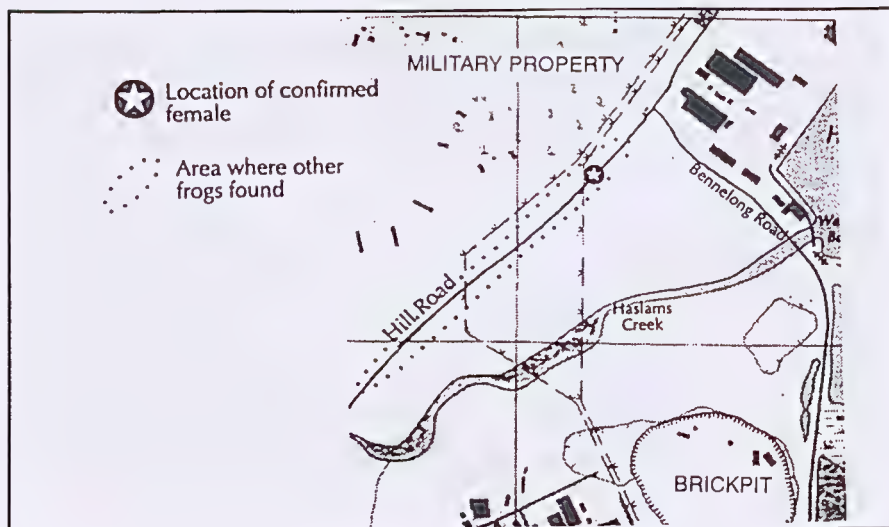 MILITARY PROPERTY
Location of confirmed
female
Area where other
frogs found
Bennelong Road
Hill Road
Haslams
Creek
BRICKPIT